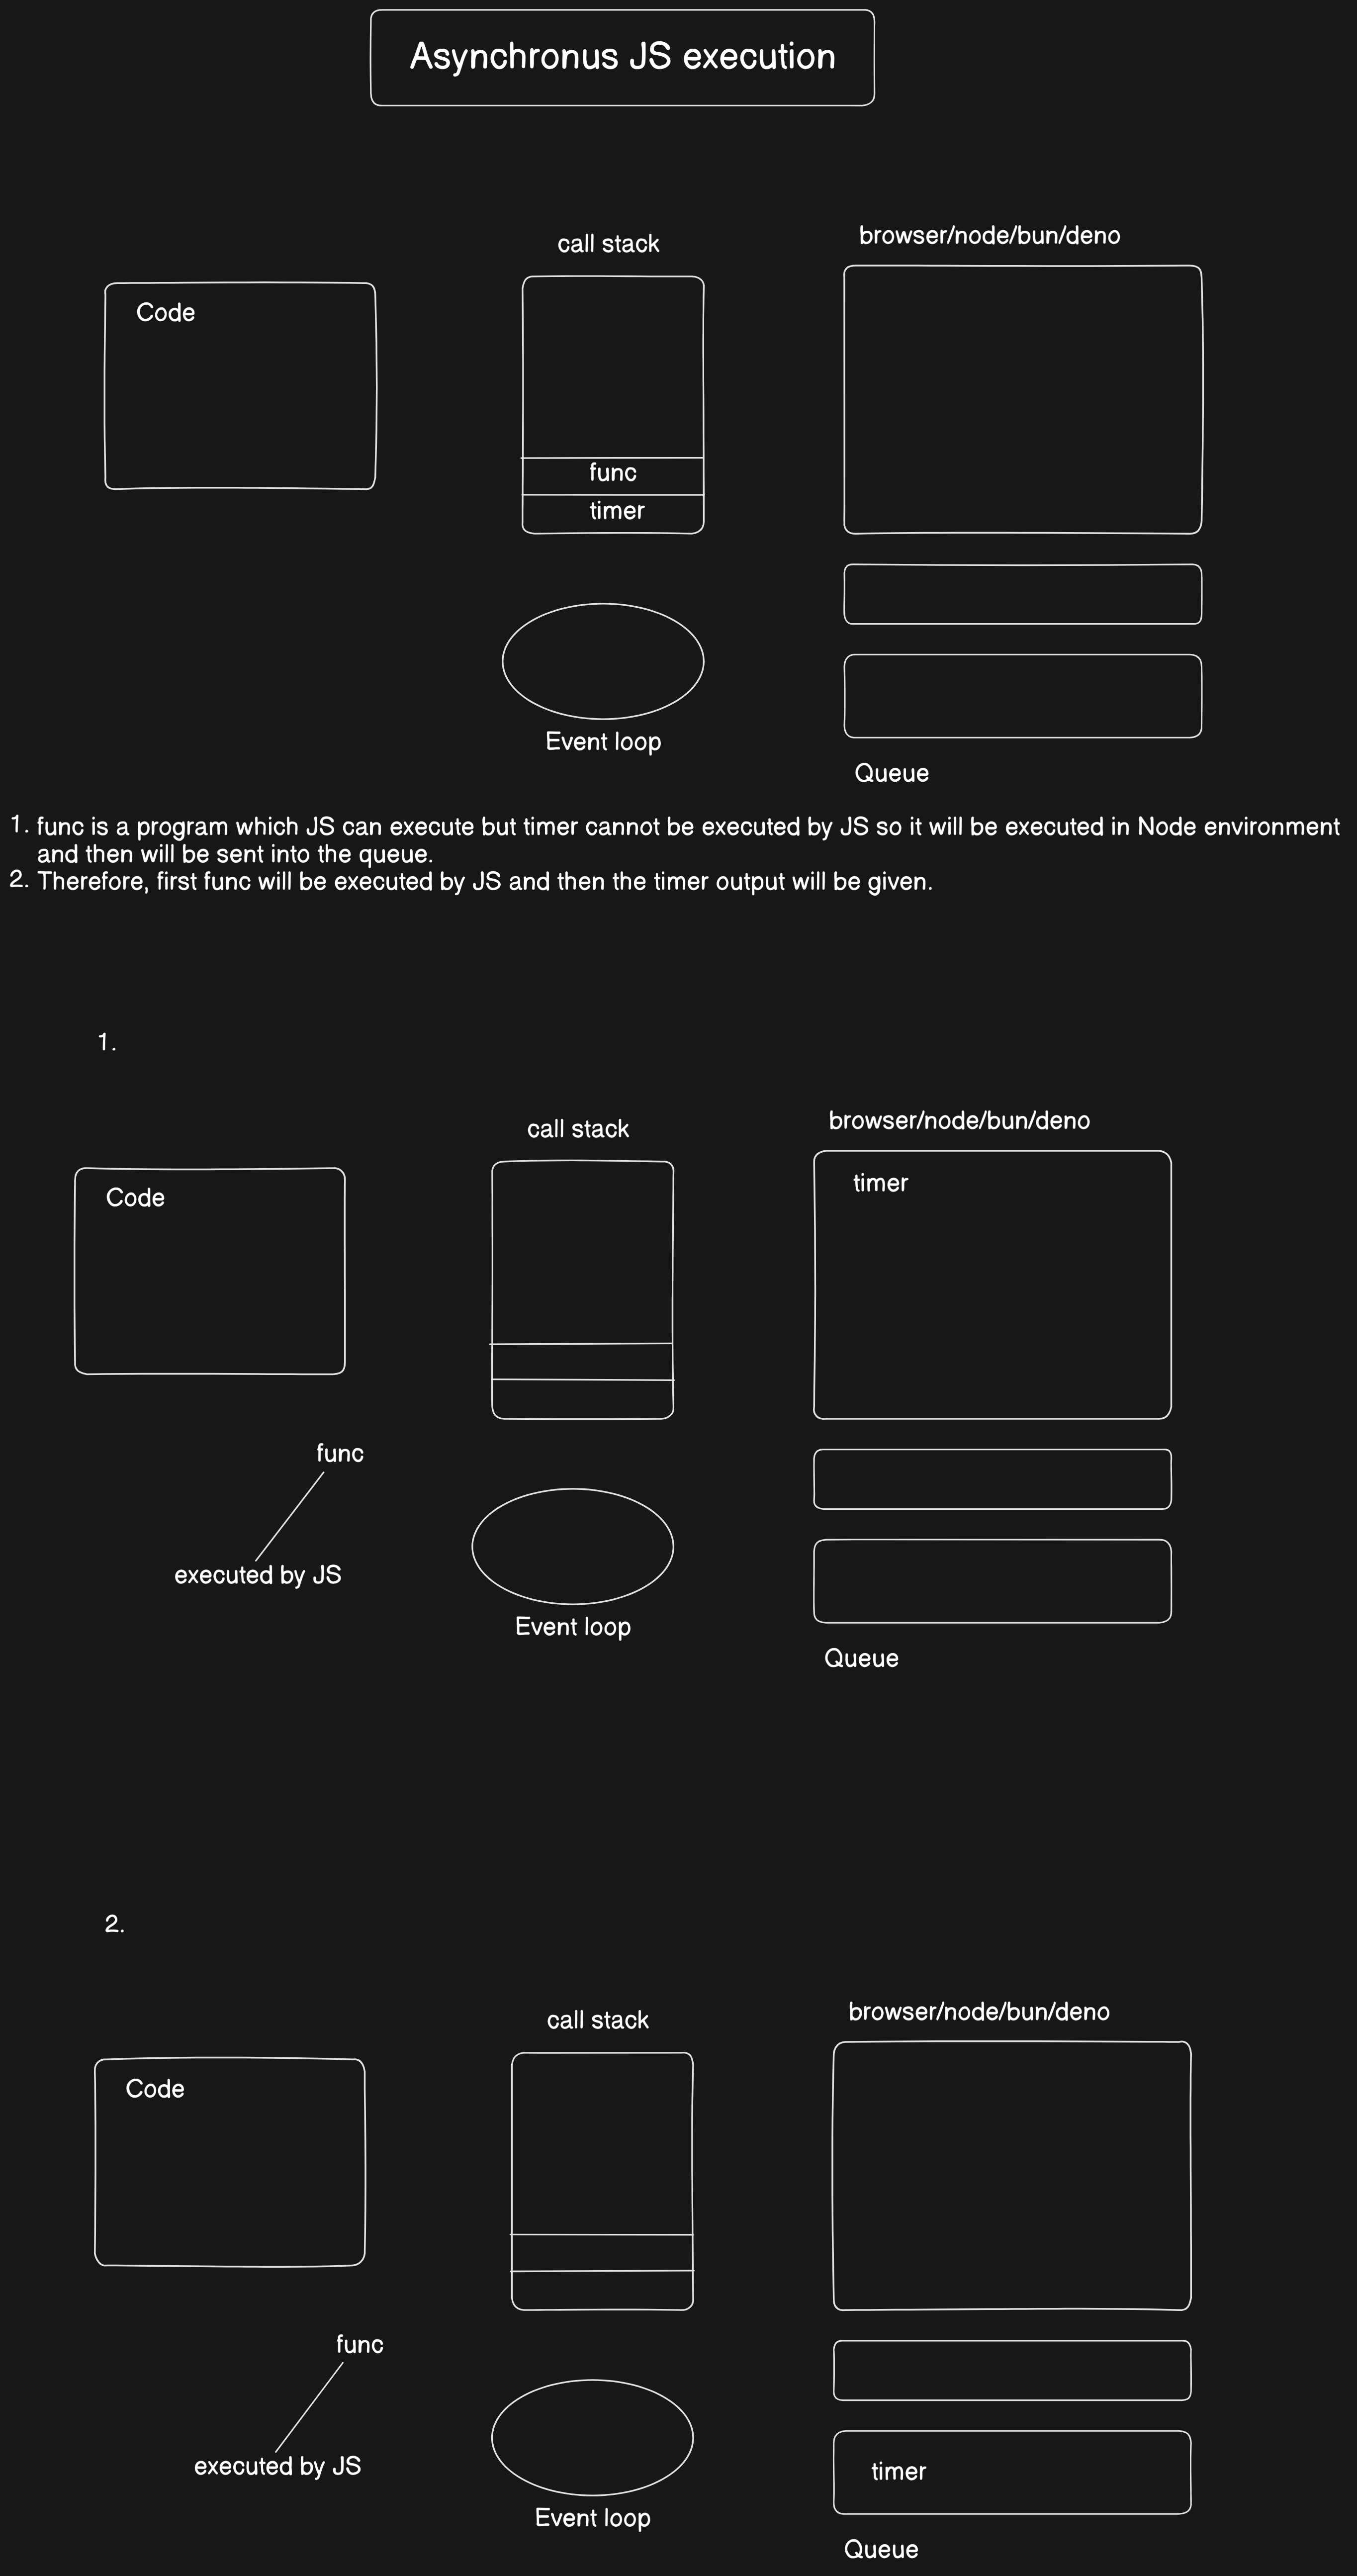 Asynchronus JS execution
call stack
browser/node/bun/deno
Code
func
timer
Event loop
Queue
1. func is a program which JS can execute but timer cannot be executed by JS so it will be executed in Node environment
and then will be sent into the queue.
2. Therefore, first func will be executed by JS and then the timer output will be given.
1.
call stack
browser/node/bun/deno
Code
timer
func
executed by JS
Event loop
Queue
2.
call stack
browser/node/bun/deno
Code
func
executed by JS
Event loop
timer
Queue